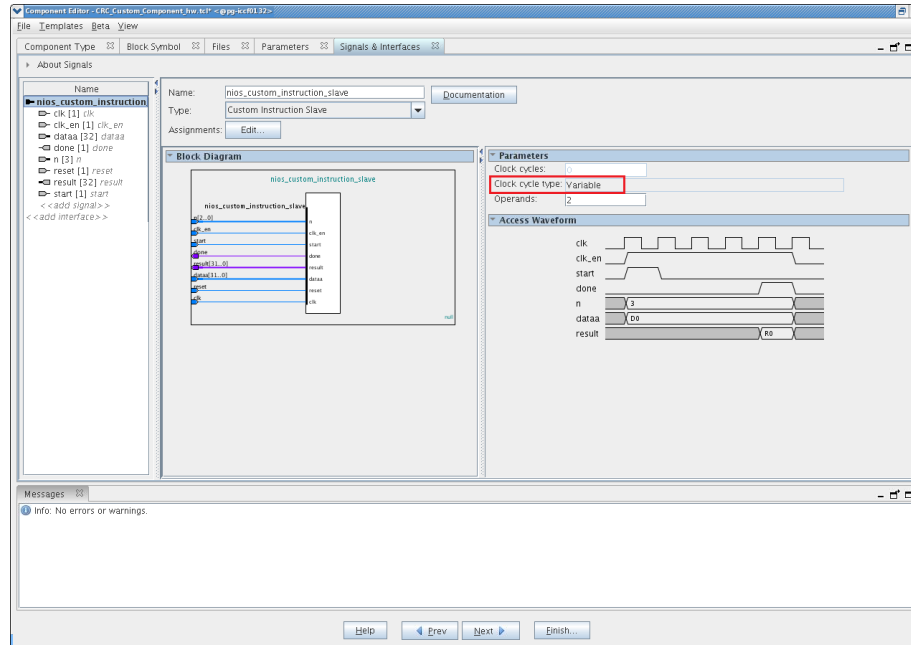 Component Editor - CRC_Custom_Component_hw.tcl* <@pg-iccf0132>
File Templates Beta View
Component Type Block Symbol Files Parameters Signals & Interfaces
About Signals
Name
nios_custom_instruction
clk [1] clk
clk_en [1] clk_en
dataa [32] dataa
done [1] done
n [3] n
reset [1] reset
result [32] result
start [1] start
<<add signal>>
<<add interface>>
Name: nios_custom_instruction_slave Documentation
Type: Custom Instruction Slave
Assignments: Edit...
Block Diagram
nios_custom_instruction_slave
nios_custom_instruction_slave
n[2..0] n
clk_en clk_en
start start
done done
result[31..0] result
dataa[31..0] dataa
reset reset
clk clk
null
Parameters
Clock cycles: 0
Clock cycle type: Variable
Operands: 2
Access Waveform
clk
clk_en
start
done
n 3
dataa D0
result R0
Messages
Info: No errors or warnings.
Help Prev Next Finish...